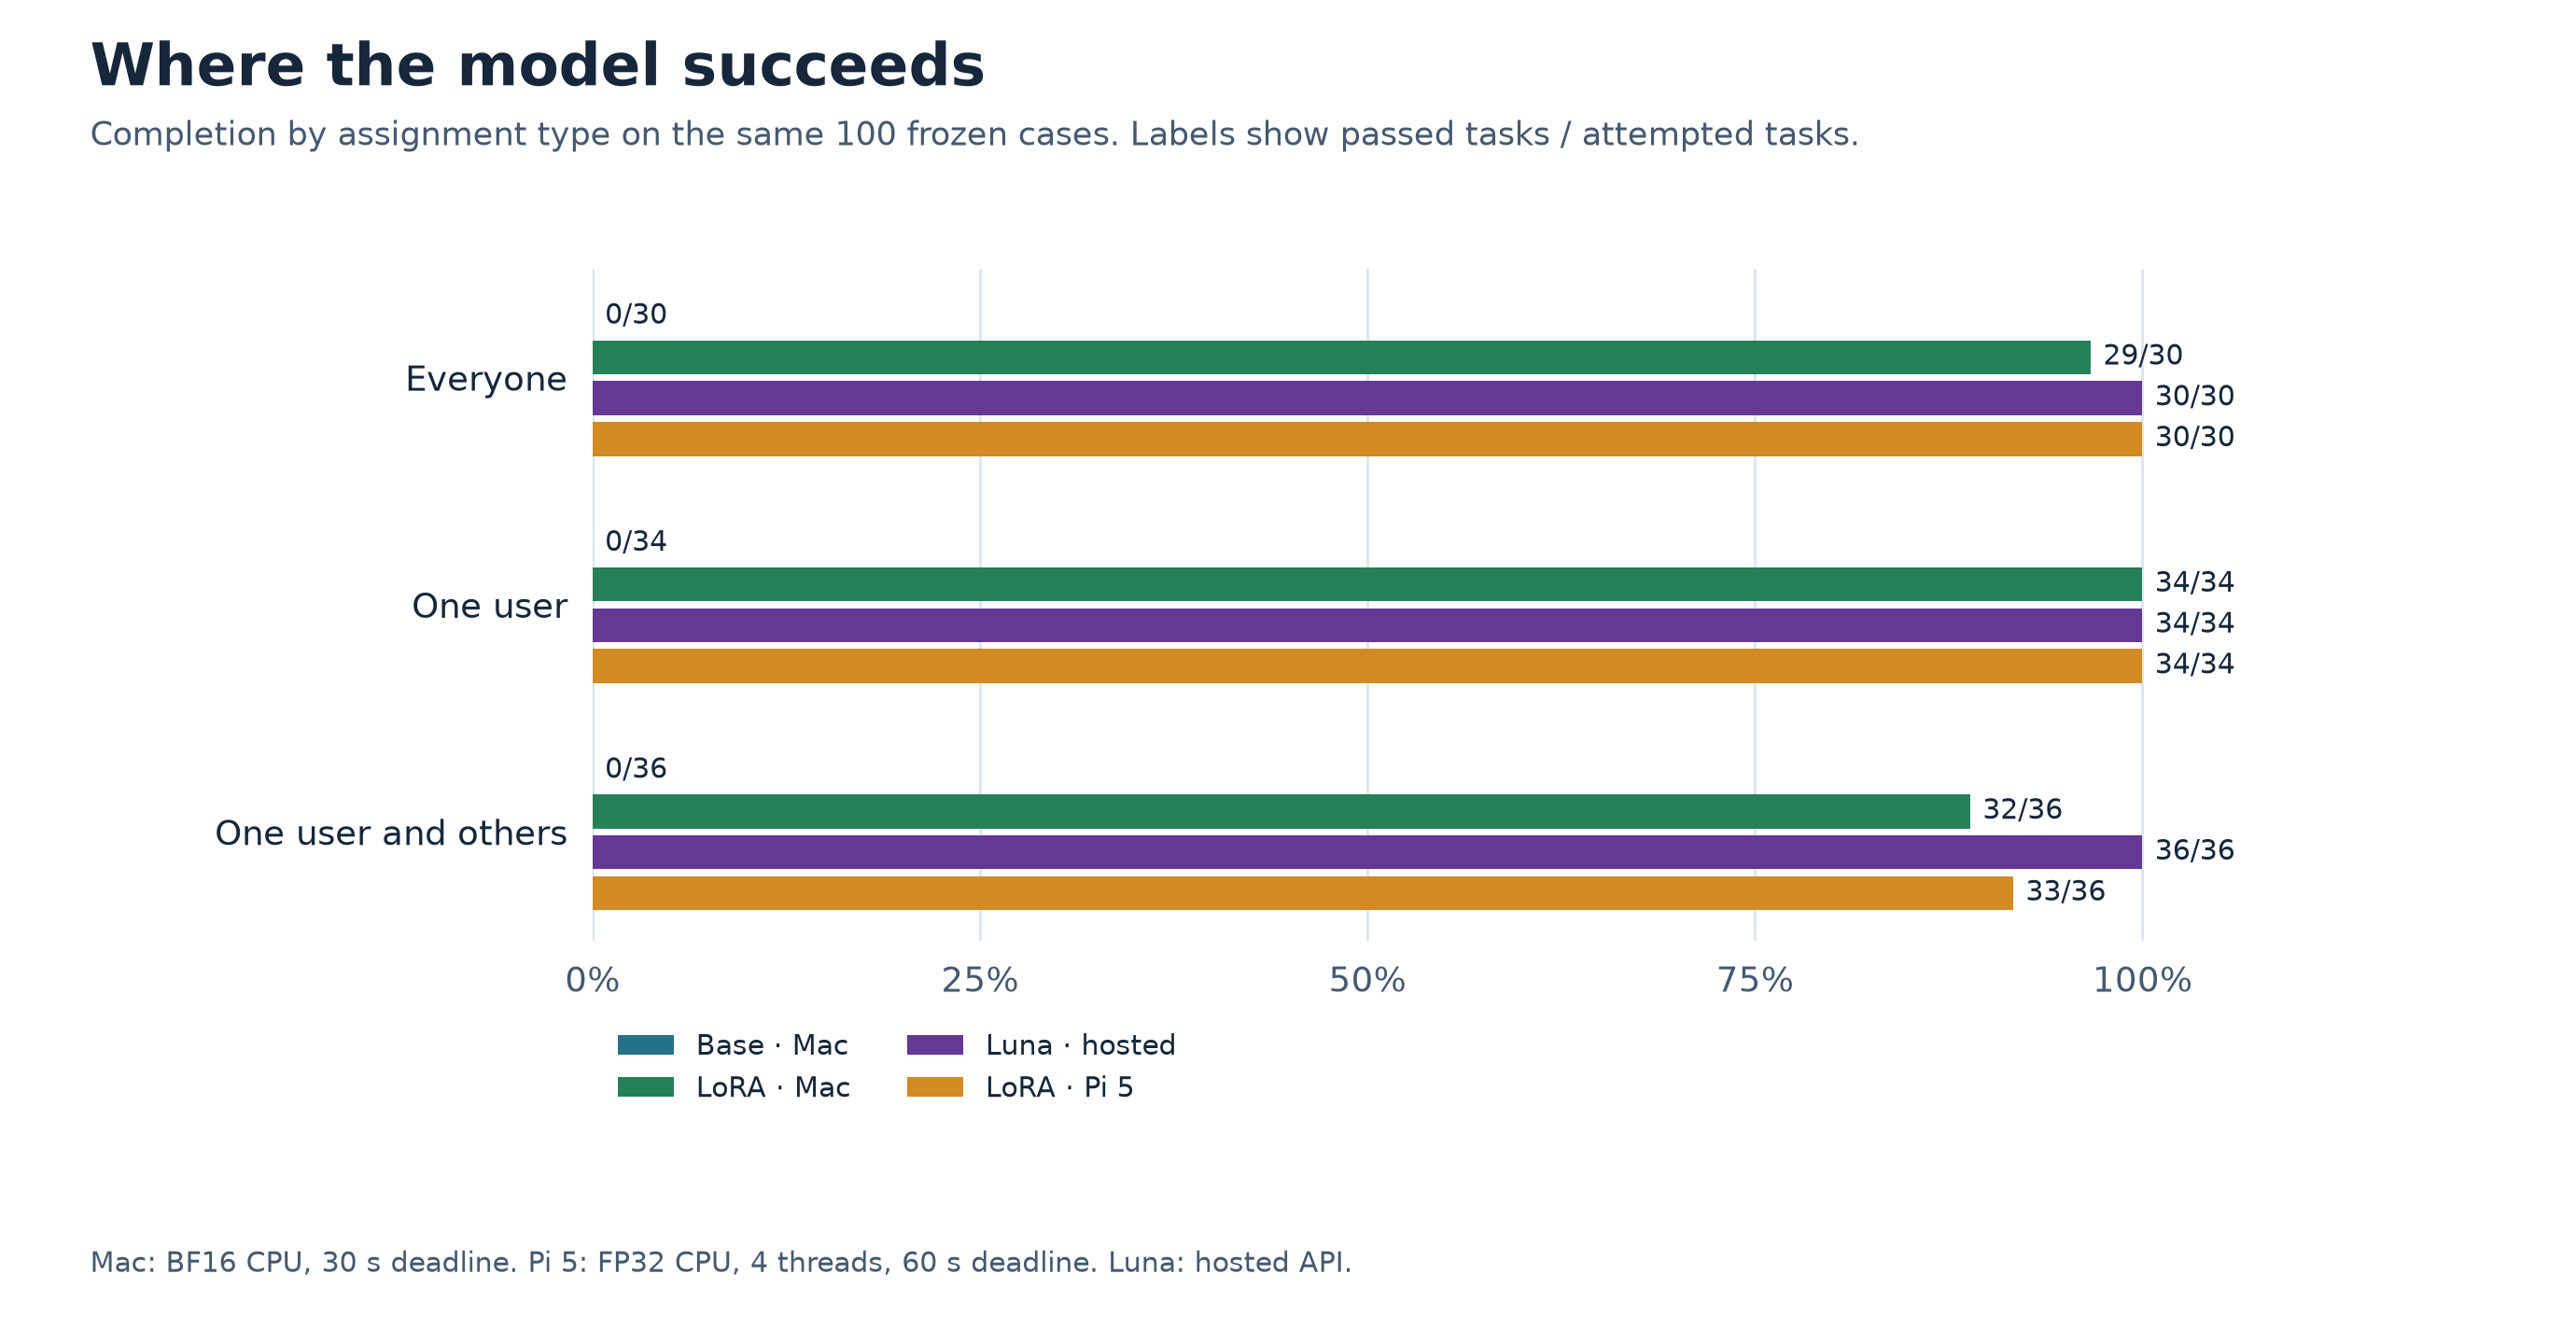 Where the model succeeds
Completion by assignment type on the same 100 frozen cases. Labels show passed tasks / attempted tasks.
0/30
29/30
Everyone
30/30
30/30
0/34
34/34
One user
34/34
34/34
0/36
32/36
One user and others
36/36
33/36
0% 25% 50% 75% 100%
Base · Mac Luna · hosted
LoRA · Mac LoRA · Pi 5
Mac: BF16 CPU, 30 s deadline. Pi 5: FP32 CPU, 4 threads, 60 s deadline. Luna: hosted API.